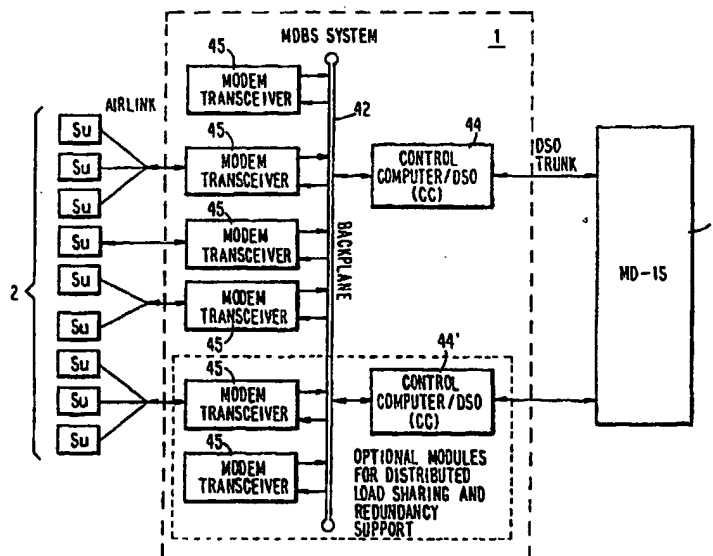 MDBS SYSTEM
1
45
MODEM
TRANSCEIVER
AIRLINK
42
2
Su
Su
Su
Su
Su
Su
Su
Su
Su
45
MODEM
TRANSCEIVER
45
MODEM
TRANSCEIVER
MODEM
TRANSCEIVER
45
BACKPLANE
44
CONTROL
COMPUTER/DSO
(CC)
DSO
TRUNK
MD-15
45
MODEM
TRANSCEIVER
45
MODEM
TRANSCEIVER
44'
CONTROL
COMPUTER/DSO
(CC)
OPTIONAL MODULES
FOR DISTRIBUTED
LOAD SHARING AND
REDUNDANCY
SUPPORT